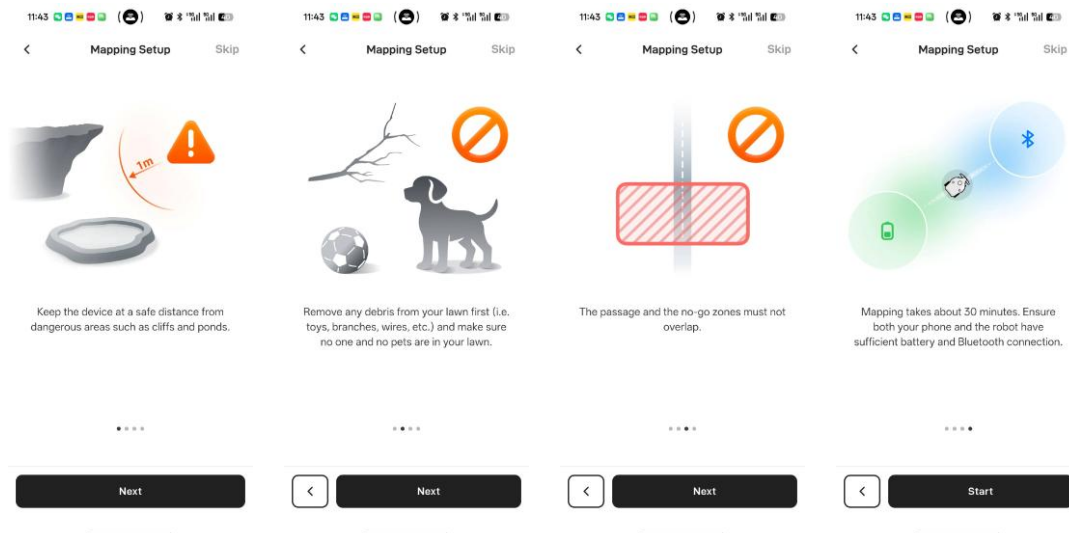 11:43
Mapping Setup
Skip
1m
Keep the device at a safe distance from
dangerous areas such as cliffs and ponds.
Next
11:43
Mapping Setup
Skip
Remove any debris from your lawn first (i.e.
toys, branches, wires, etc.) and make sure
no one and no pets are in your lawn.
Next
11:43
Mapping Setup
Skip
The passage and the no-go zones must not
overlap.
Next
11:43
Mapping Setup
Skip
Mapping takes about 30 minutes. Ensure
both your phone and the robot have
sufficient battery and Bluetooth connection.
Start